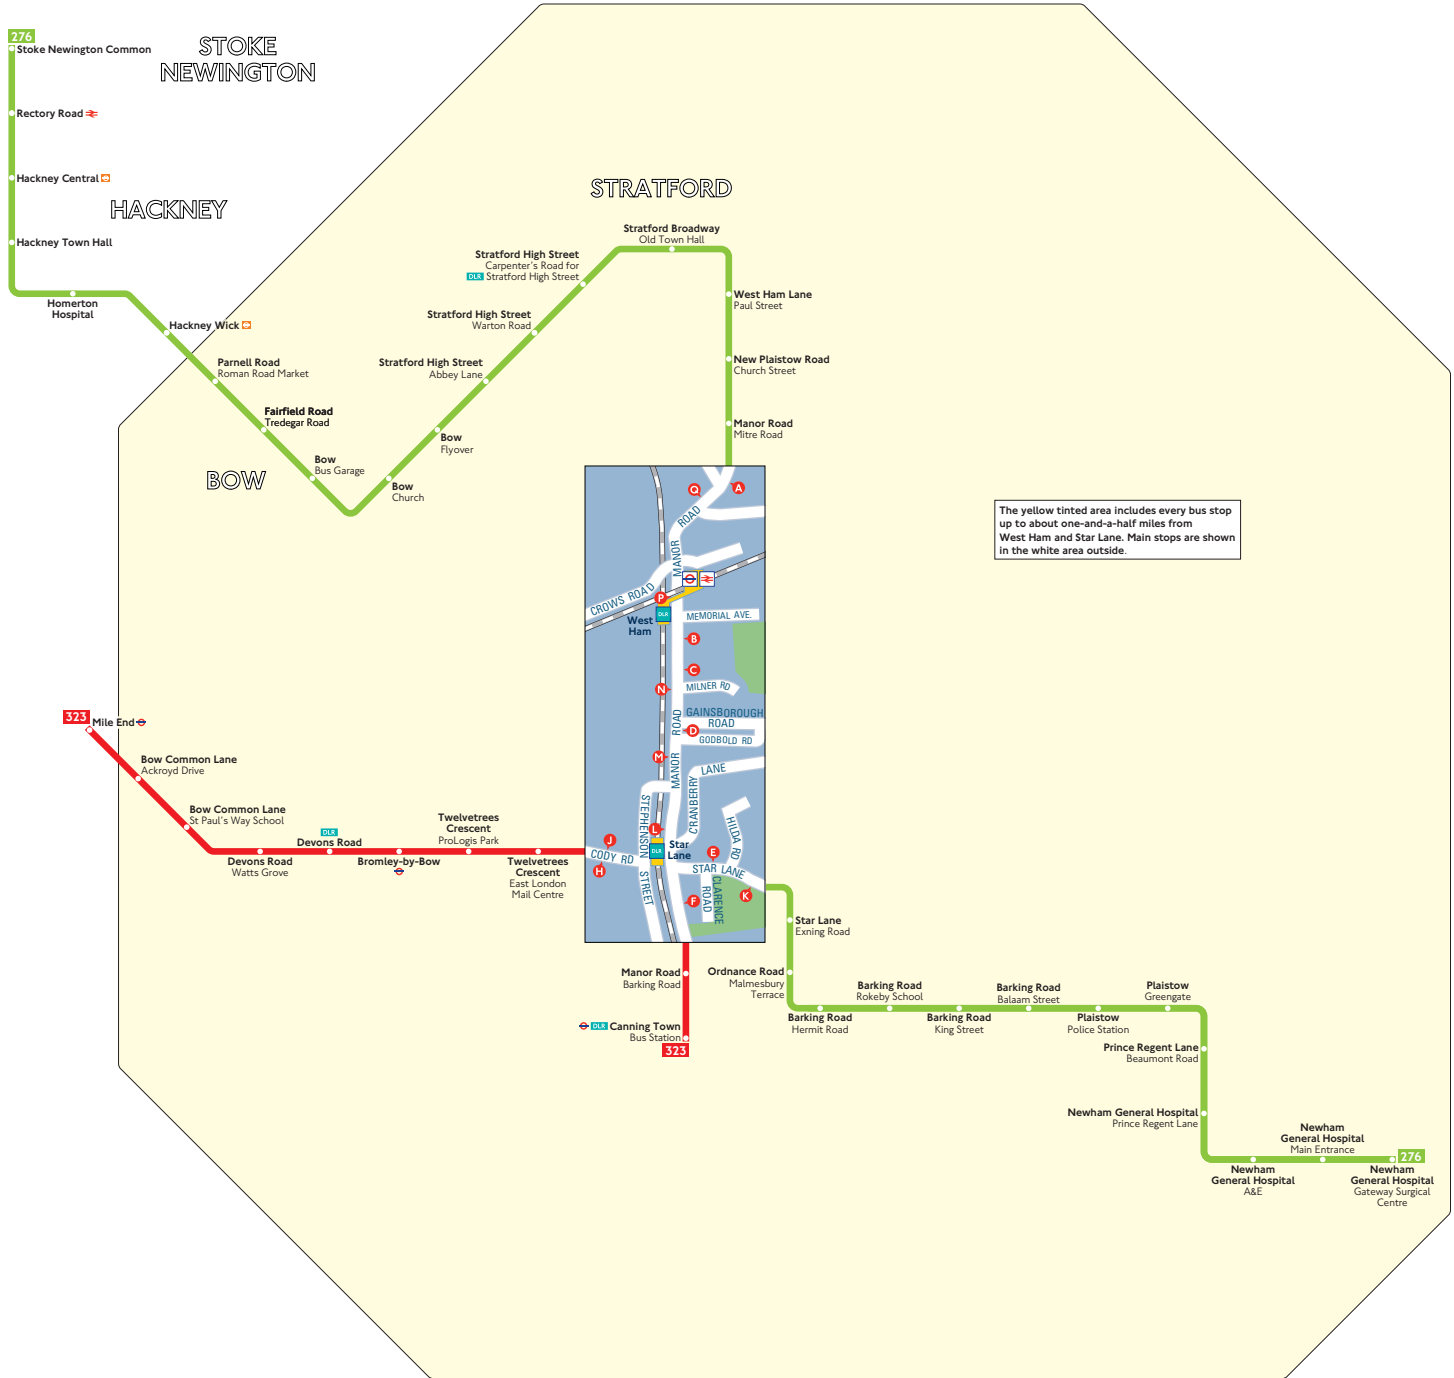 276
Stoke Newington Common
STOKE
NEWINGTON
Rectory Road
Hackney Central
HACKNEY
Hackney Town Hall
Homerton
Hospital
Hackney Wick
Parnell Road
Roman Road Market
Fairfield Road
Tredegar Road
BOW
Bow
Bus Garage
Bow
Church
Bow
Flyover
Stratford High Street
Abbey Lane
Stratford High Street
Warton Road
Stratford High Street
Carpenter's Road for
DLR Stratford High Street
STRATFORD
Stratford Broadway
Old Town Hall
West Ham Lane
Paul Street
New Plaistow Road
Church Street
Manor Road
Mitre Road
The yellow tinted area includes every bus stop
up to about one-and-a-half miles from
West Ham and Star Lane. Main stops are shown
in the white area outside.
Q
A
MANOR ROAD
CROWS ROAD
P
DLR
West
Ham
MEMORIAL AVE.
B
C
N
MILNER RD
GAINSBOROUGH
ROAD
D
GODBOLD RD
MANOR ROAD
M
CRANBERRY LANE
STEPHENSON STREET
L
HILDA RD
J
CODY RD
DLR
Star
Lane
E
H
STAR LANE
CLARENCE
ROAD
F
K
323
Mile End
Bow Common Lane
Ackroyd Drive
Bow Common Lane
St Paul's Way School
Devons Road
Watts Grove
DLR
Devons Road
Bromley-by-Bow
Twelvetrees
Crescent
ProLogis Park
Twelvetrees
Crescent
East London
Mail Centre
Manor Road
Barking Road
DLR Canning Town
Bus Station
323
Star Lane
Exning Road
Ordnance Road
Malmesbury
Terrace
Barking Road
Hermit Road
Barking Road
Rokeby School
Barking Road
King Street
Barking Road
Balaam Street
Plaistow
Police Station
Plaistow
Greengate
Prince Regent Lane
Beaumont Road
Newham General Hospital
Prince Regent Lane
Newham
General Hospital
A&E
Newham
General Hospital
Main Entrance
276
Newham
General Hospital
Gateway Surgical
Centre